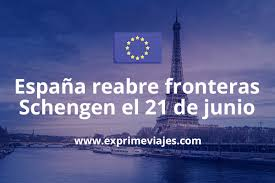 España reabre fronteras
Schengen el 21 de junio
www.exprimeviajes.com